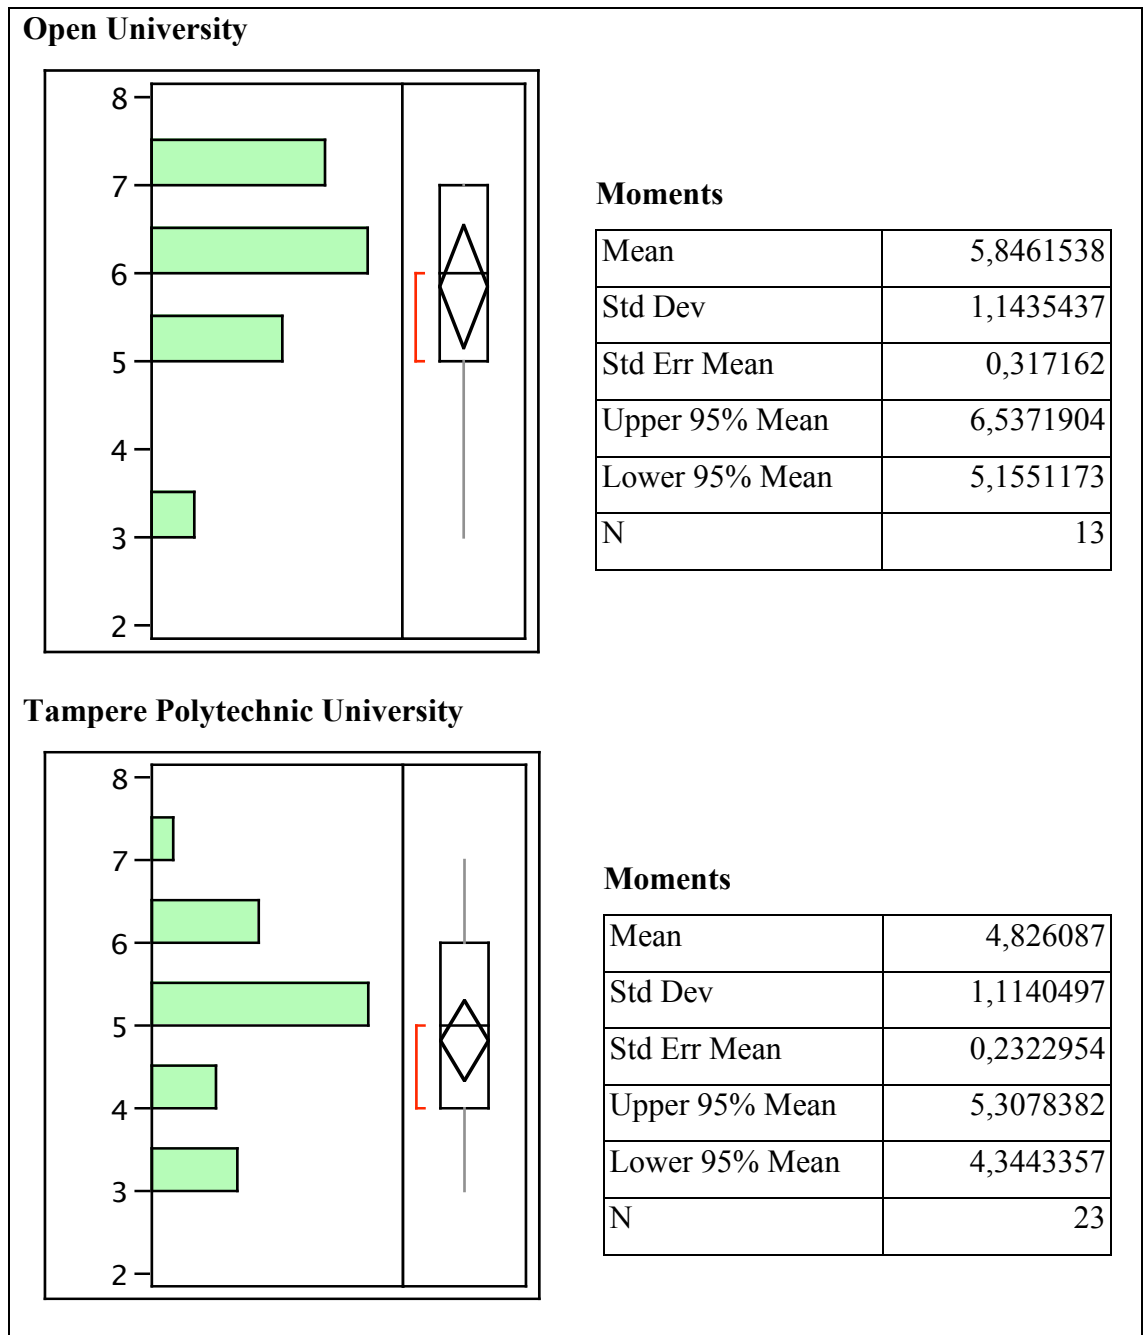 Open University
8
7
6
5
4
3
2
Moments
Mean 5,8461538
Std Dev 1,1435437
Std Err Mean 0,317162
Upper 95% Mean 6,5371904
Lower 95% Mean 5,1551173
N 13
Tampere Polytechnic University
8
7
6
5
4
3
2
Moments
Mean 4,826087
Std Dev 1,1140497
Std Err Mean 0,2322954
Upper 95% Mean 5,3078382
Lower 95% Mean 4,3443357
N 23